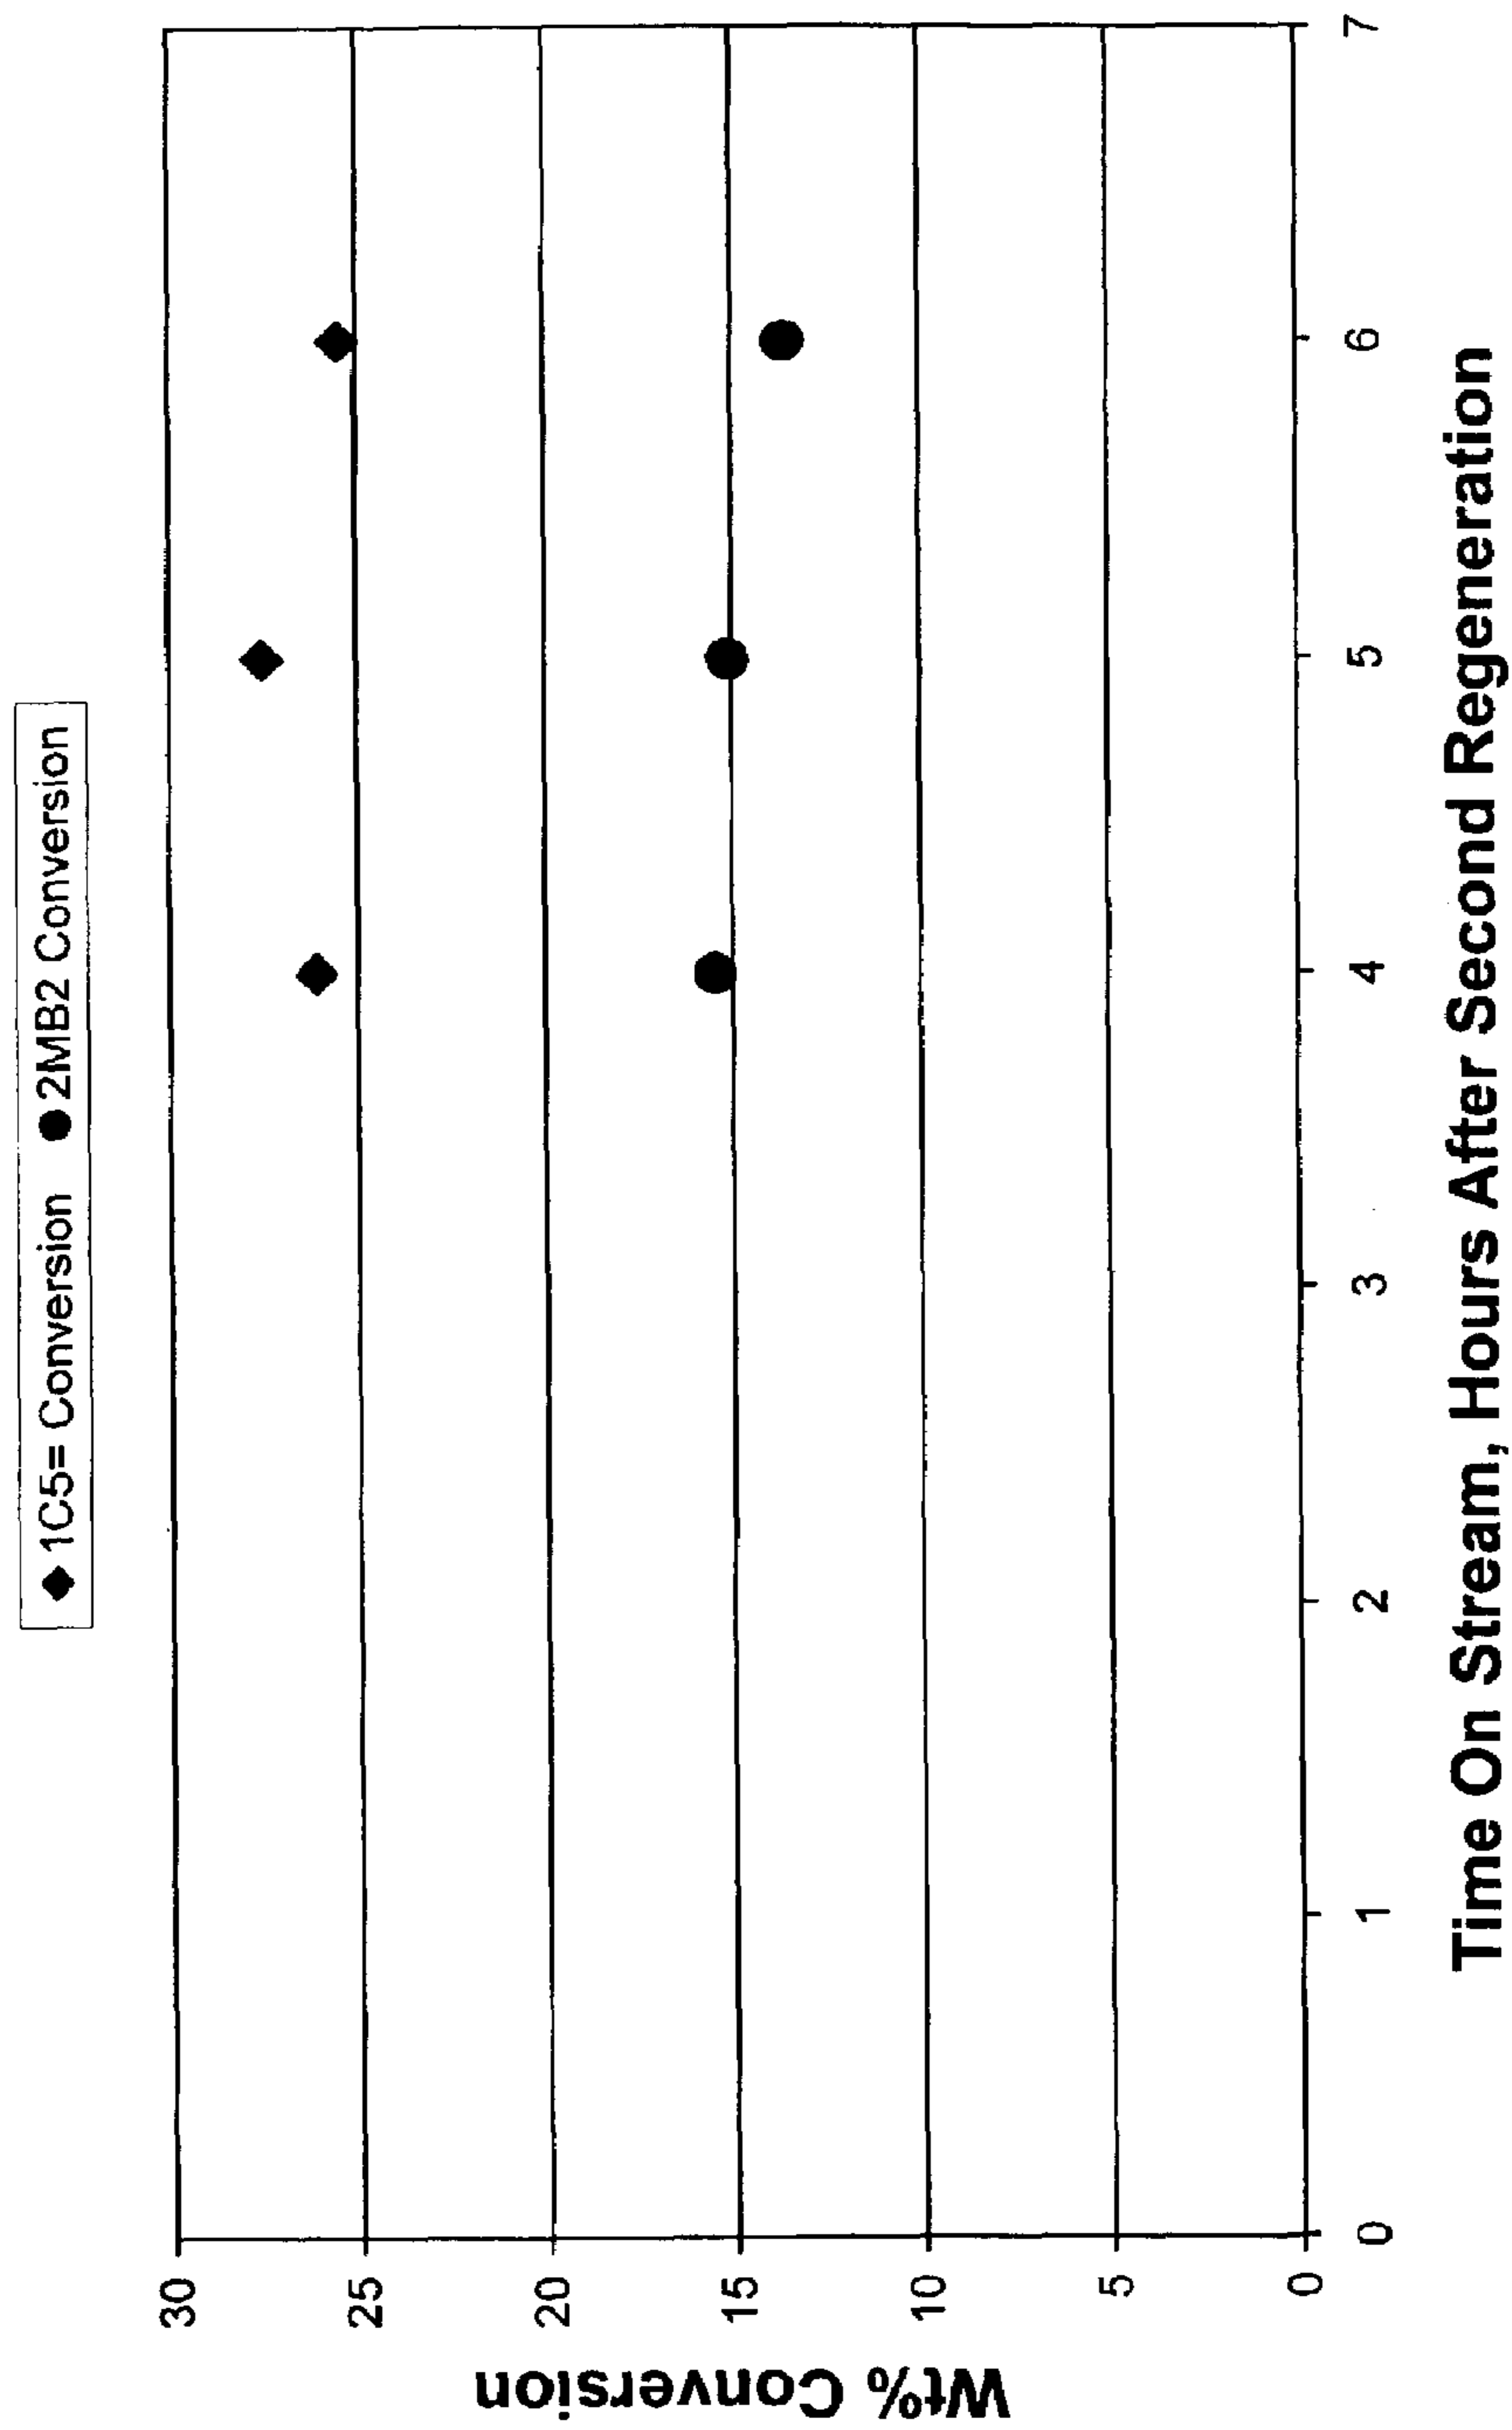 ◆ 1C5= Conversion ● 2MB2 Conversion
Wt% Conversion
30
25
20
15
10
5
0
0 1 2 3 4 5 6 7
Time On Stream, Hours After Second Regeneration